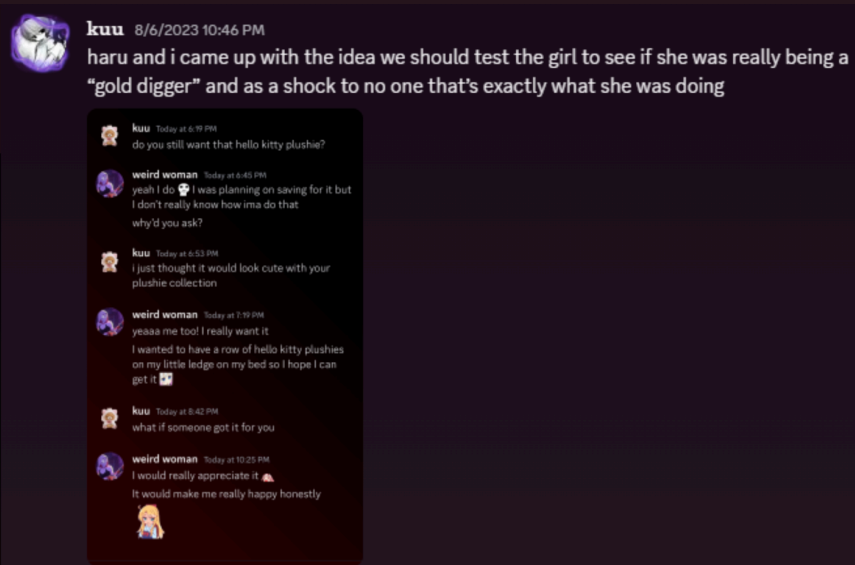 kuu 8/6/2023 10:46 PM
haru and i came up with the idea we should test the girl to see if she was really being a
“gold digger” and as a shock to no one that’s exactly what she was doing
kuu Today at 6:19 PM
do you still want that hello kitty plushie?
weird woman Today at 6:45 PM
yeah I do 💀 I was planning on saving for it but
I don't really know how ima do that
why'd you ask?
kuu Today at 6:53 PM
i just thought it would look cute with your
plushie collection
weird woman Today at 7:19 PM
yeaaa me too! I really want it
I wanted to have a row of hello kitty plushies
on my little ledge on my bed so I hope I can
get it
kuu Today at 8:42 PM
what if someone got it for you
weird woman Today at 10:25 PM
I would really appreciate it
It would make me really happy honestly